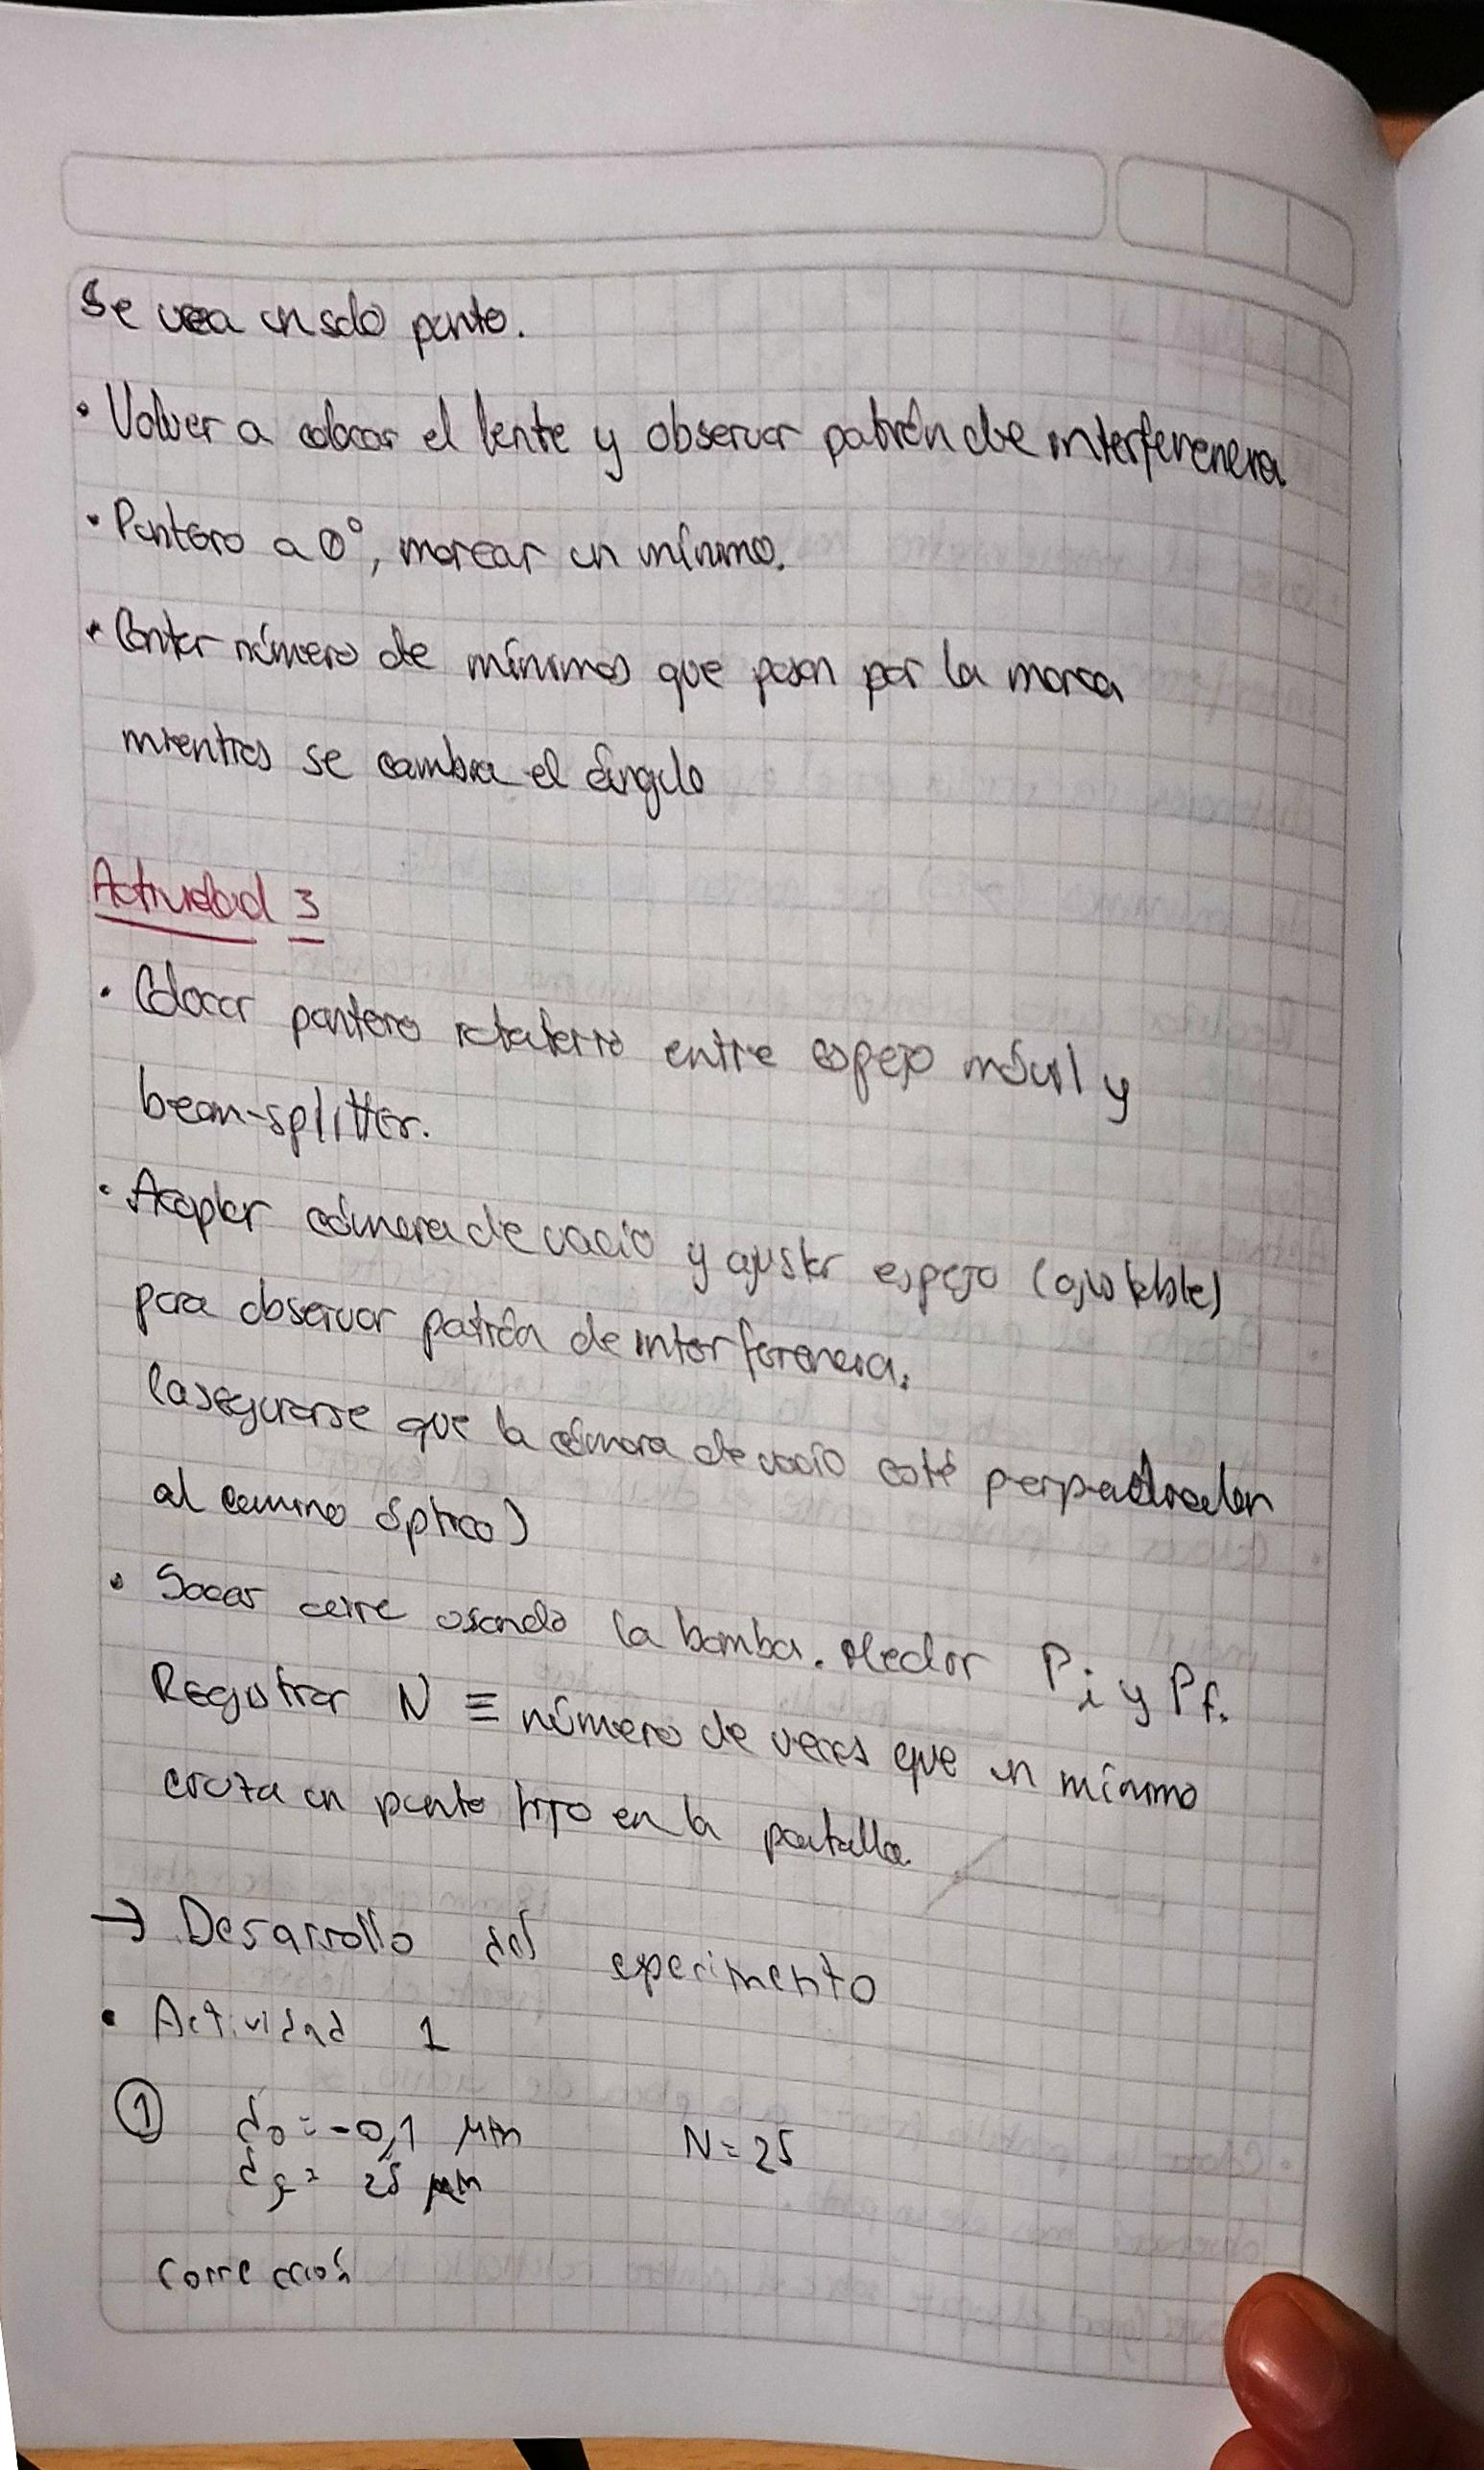 Se vea un solo punto.
• Volver a colocar el lente y observar patrón de interferencia
• Puntero a 0°, marcar un mínimo.
• Contar número de mínimos que pasan por la marca
mientras se cambia el ángulo
Actividad 3
• Colocar puntero rotatorio entre espejo móvil y
beam-splitter.
• Acoplar cámara de vacío y ajustar espejo (ajustable)
para observar patrón de interferencia.
(asegurarse que la cámara de vacío esté perpendicular
al camino óptico)
• Sacar aire usando la bomba. Medir Pi y Pf.
Registrar N ≡ número de veces que un mínimo
cruza un punto fijo en la pantalla.
→ Desarrollo del experimento
• Actividad 1
① d₀ = -0,1 μm N = 25
df = 25 μm
Corrección